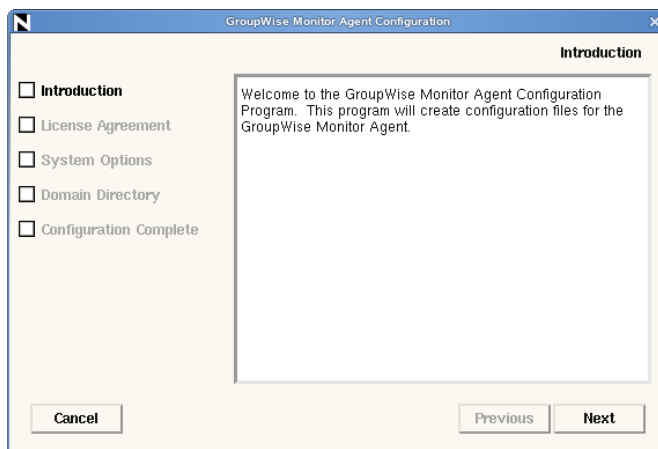 GroupWise Monitor Agent Configuration
Introduction
Introduction
License Agreement
System Options
Domain Directory
Configuration Complete
Welcome to the GroupWise Monitor Agent Configuration
Program. This program will create configuration files for the
GroupWise Monitor Agent.
Cancel
Previous
Next